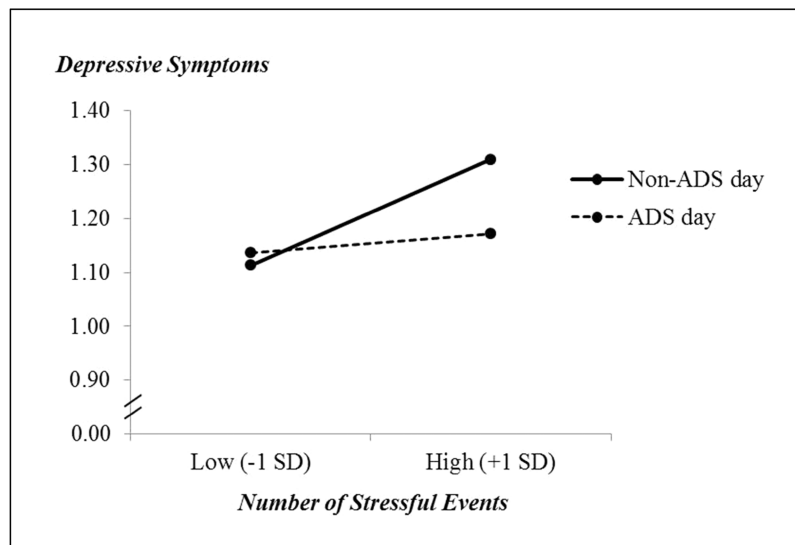 Depressive Symptoms
1.40
1.30
1.20
1.10
1.00
0.90
0.00
Non-ADS day
ADS day
Low (-1 SD)
High (+1 SD)
Number of Stressful Events